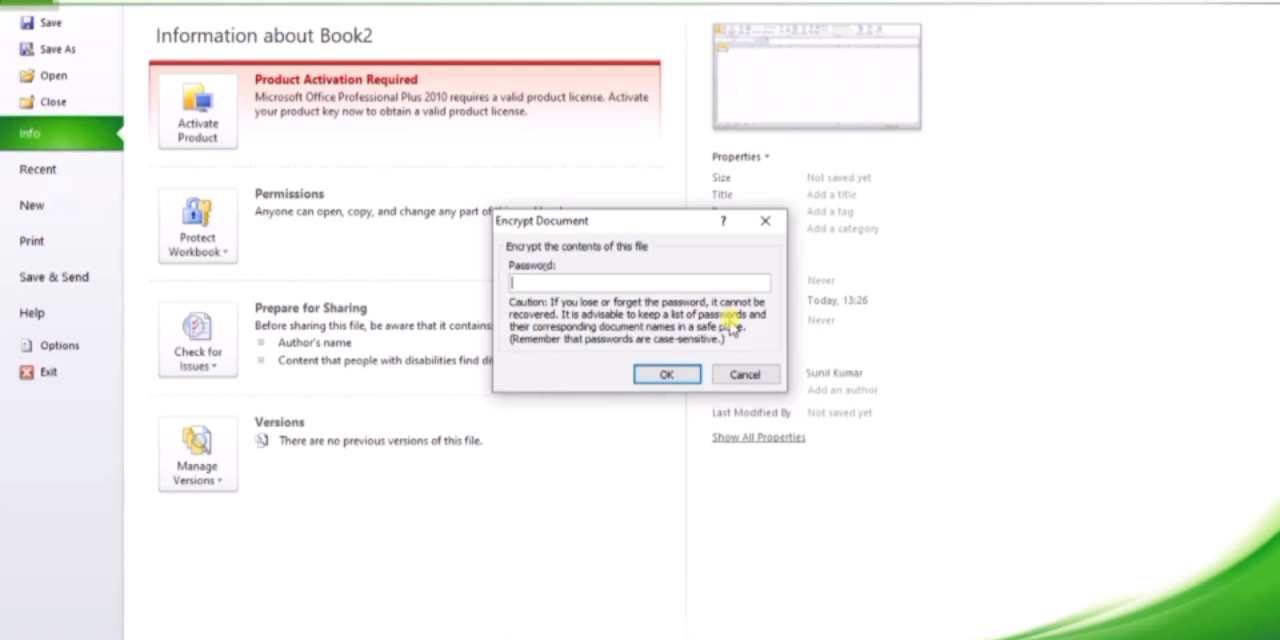 Save
Save As
Open
Close
Info
Recent
New
Print
Save & Send
Help
Options
Exit
Information about Book2
Activate
Product
Product Activation Required
Microsoft Office Professional Plus 2010 requires a valid product license. Activate
your product key now to obtain a valid product license.
Protect
Workbook
Permissions
Anyone can open, copy, and change any part of
Check for
Issues
Prepare for Sharing
Before sharing this file, be aware that it contains:
Author's name
Content that people with disabilities find
Manage
Versions
Versions
There are no previous versions of this file.
Encrypt Document
?
Encrypt the contents of this file
Password:
Caution: If you lose or forget the password, it cannot be
recovered. It is advisable to keep a list of passwords and
their corresponding document names in a safe
(Remember that passwords are case-sensitive.)
OK
Cancel
Properties
Size Not saved yet
Title Add a title
Add a tag
Add a category
Never
Today, 13:26
Never
Sunil Kumar
Add an author
Last Modified By Not saved yet
Show All Properties